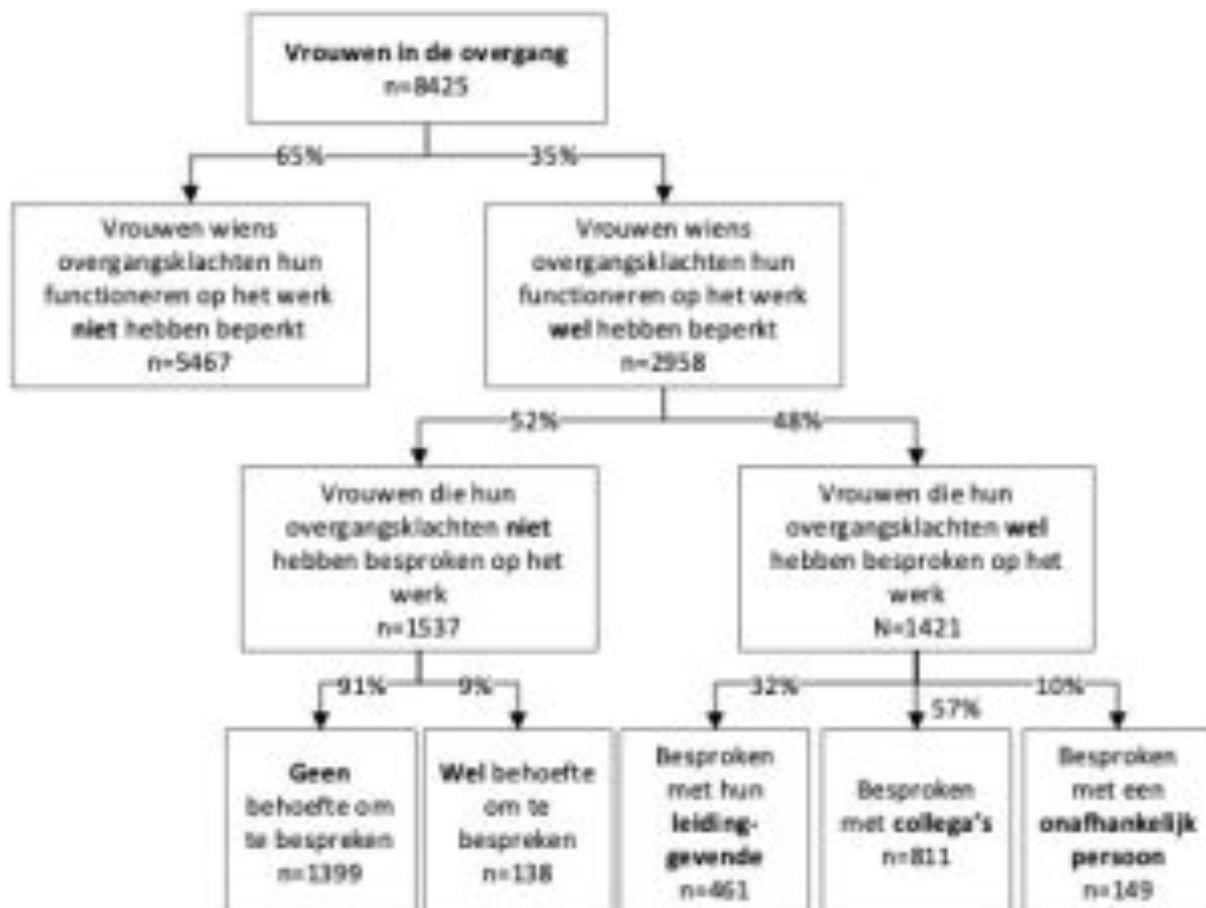 Vrouwen in de overgang
n=8425
65%
35%
Vrouwen wiens
overgangsklachten hun
functioneren op het werk
niet hebben beperkt
n=5467
Vrouwen wiens
overgangsklachten hun
functioneren op het werk
wel hebben beperkt
n=2958
52%
48%
Vrouwen die hun
overgangsklachten niet
hebben besproken op het
werk
n=1537
Vrouwen die hun
overgangsklachten wel
hebben besproken op het
werk
N=1421
91%
9%
32%
57%
10%
Geen
behoefte om
te bespreken
n=1399
Wel behoefte
om te
bespreken
n=138
Besproken
met hun
leiding-
gevende
n=461
Besproken
met collega's
n=811
Besproken
met een
onafhankelijk
persoon
n=149